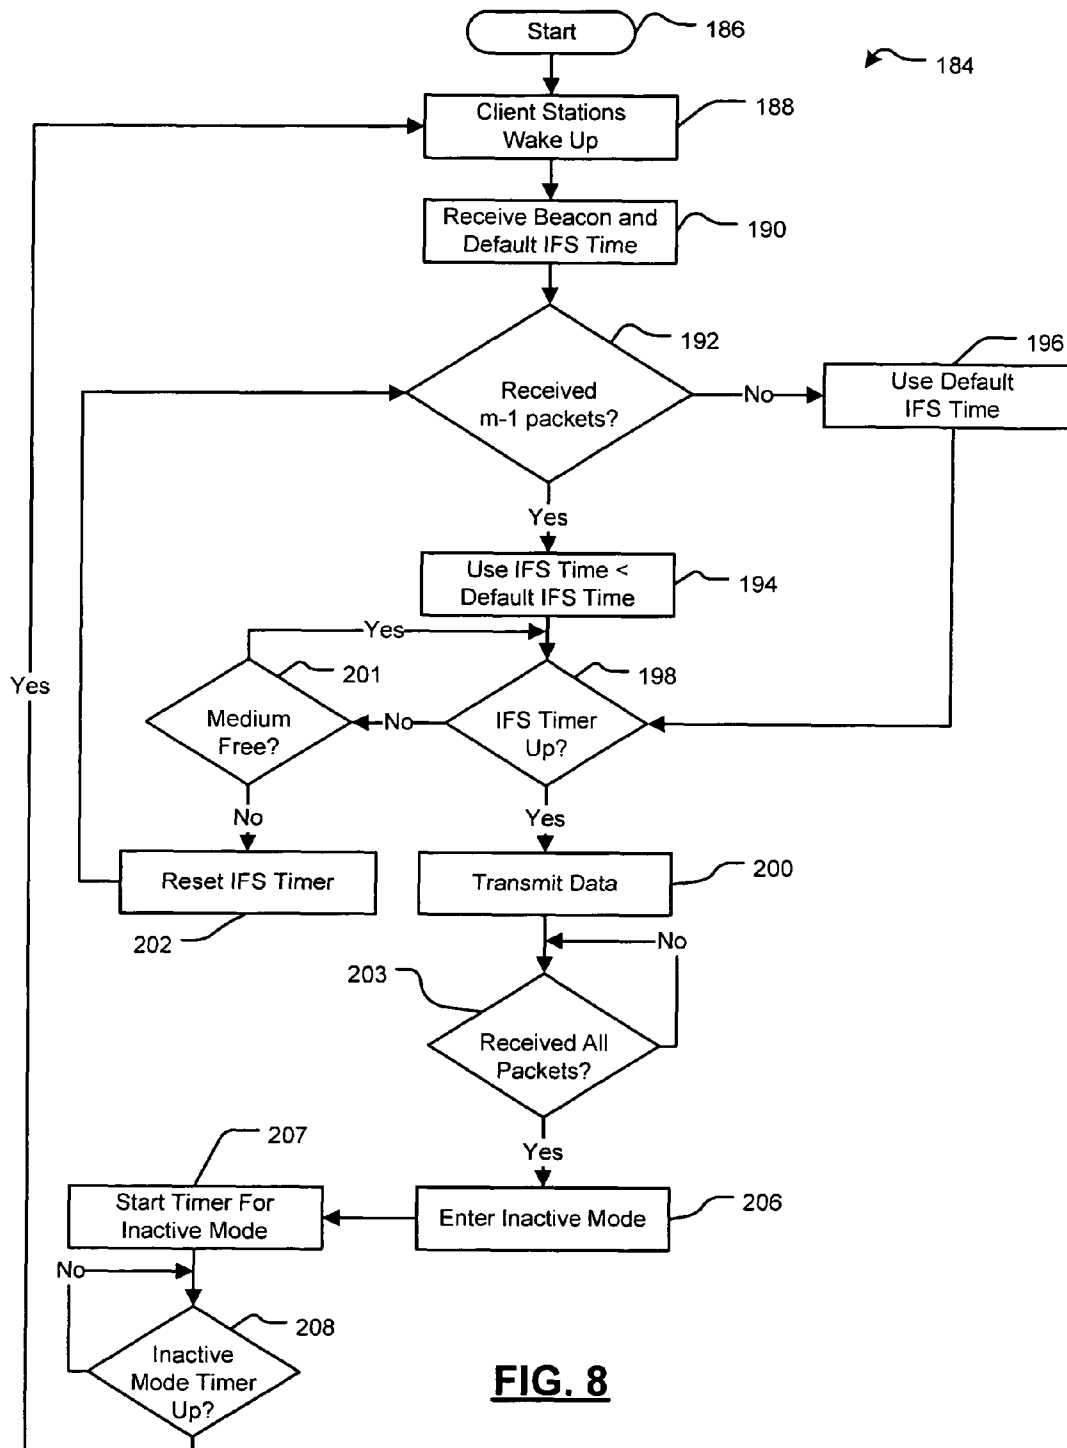 Start
186
184
Client Stations
Wake Up
188
Receive Beacon and
Default IFS Time
190
192
Received
m-1 packets?
No
196
Use Default
IFS Time
Yes
Use IFS Time <
Default IFS Time
194
Yes
201
198
Medium
Free?
No
IFS Timer
Up?
Yes
No
Yes
Reset IFS Timer
202
Transmit Data
200
No
203
Received All
Packets?
Yes
207
Start Timer For
Inactive Mode
Enter Inactive Mode
206
No
208
Inactive
Mode Timer
Up?
FIG. 8